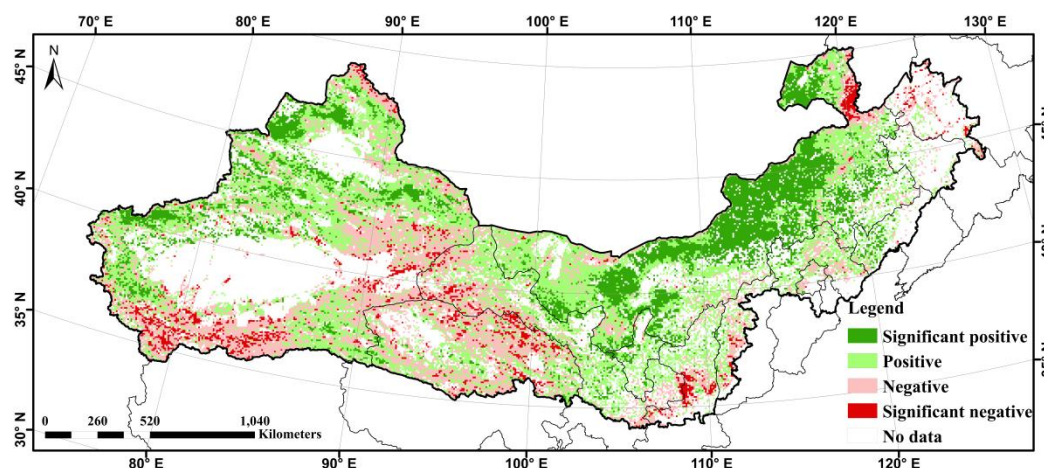 70° E 80° E 90° E 100° E 110° E 120° E 130° E
N
45° N
40° N
35° N
30° N
Legend
Significant positive
Positive
Negative
Significant negative
No data
0 260 520 1,040
Kilometers
80° E 90° E 100° E 110° E 120° E